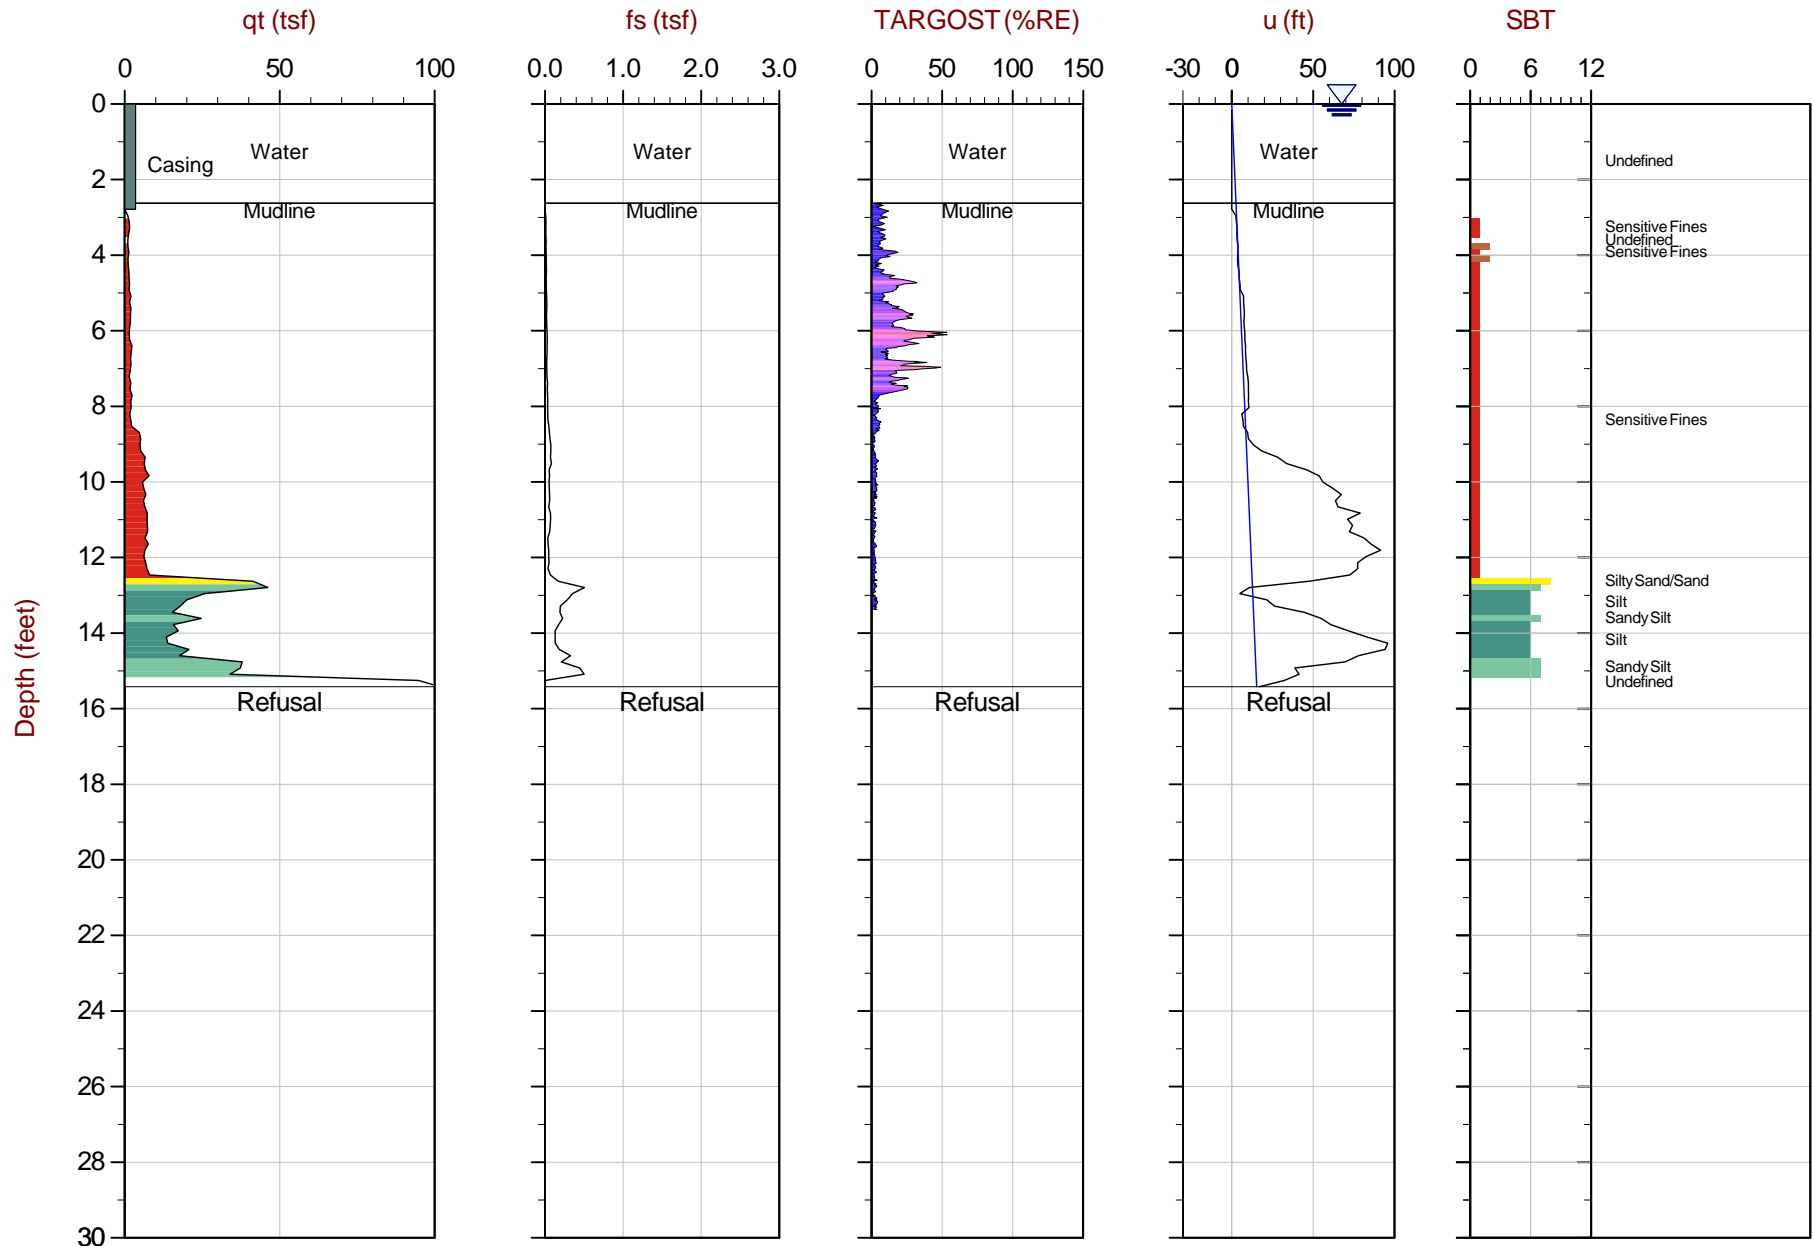 qt (tsf) fs (tsf) TARGOST (%RE) u (ft) SBT
0 50 100 0.0 1.0 2.0 3.0 0 50 100 150 -30 0 50 100 0 6 12
0
Water Water Water Water
Casing Undefined
2
Mudline Mudline Mudline Mudline
Sensitive Fines
Undefined
4 Sensitive Fines
6
8
Sensitive Fines
10
12
Silty Sand/Sand
Silt
Sandy Silt
14 Silt
Sandy Silt
Undefined
Refusal Refusal Refusal Refusal
16
Depth (feet)
18
20
22
24
26
28
30